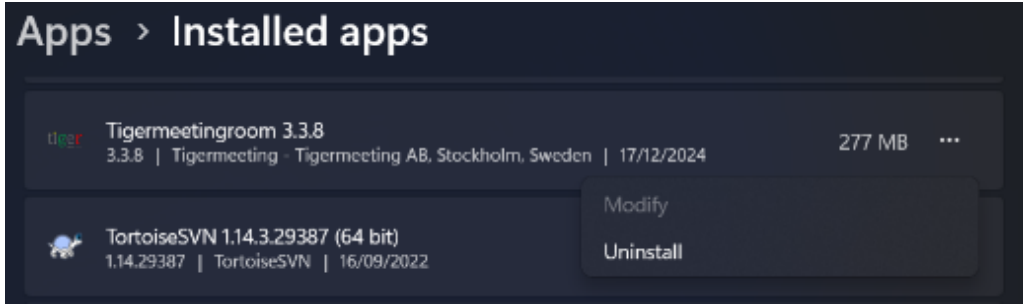 Apps > Installed apps
tiger
Tigermeetingroom 3.3.8
3.3.8 | Tigermeeting - Tigermeeting AB, Stockholm, Sweden | 17/12/2024
277 MB
Modify
Uninstall
TortoiseSVN 1.14.3.29387 (64 bit)
1.14.29387 | TortoiseSVN | 16/09/2022